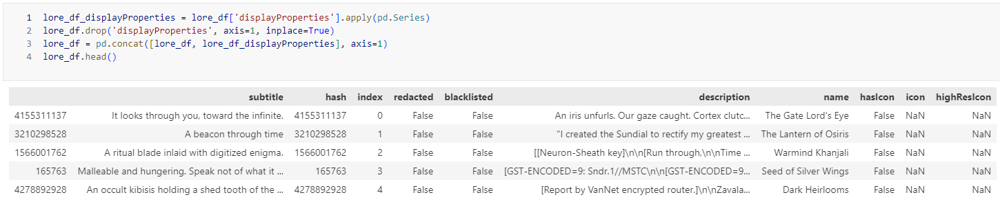 1 lore_df_displayProperties = lore_df['displayProperties'].apply(pd.Series)
2 lore_df.drop('displayProperties', axis=1, inplace=True)
3 lore_df = pd.concat([lore_df, lore_df_displayProperties], axis=1)
4 lore_df.head()
subtitle hash index redacted blacklisted description name hasIcon icon highResIcon
4155311137 It looks through you, toward the infinite. 4155311137 0 False False An iris unfurls. Our gaze caught. Cortex clutc... The Gate Lord's Eye False NaN NaN
3210298528 A beacon through time 3210298528 1 False False "I created the Sundial to rectify my greatest ... The Lantern of Osiris False NaN NaN
1566001762 A ritual blade inlaid with digitized enigma. 1566001762 2 False False [[Neuron-Sheath key]\n\n[Run through,\n\nTime ... Warmind Khanjali False NaN NaN
165763 Malleable and hungering. Speak not of what it ... 165763 3 False False [GST-ENCODED=9: Sndr.1//MSTC\n\n[GST-ENCODED=9... Seed of Silver Wings False NaN NaN
4278892928 An occult kibisis holding a shed tooth of the ... 4278892928 4 False False [Report by VanNet encrypted router.]\n\nZavala... Dark Heirlooms False NaN NaN